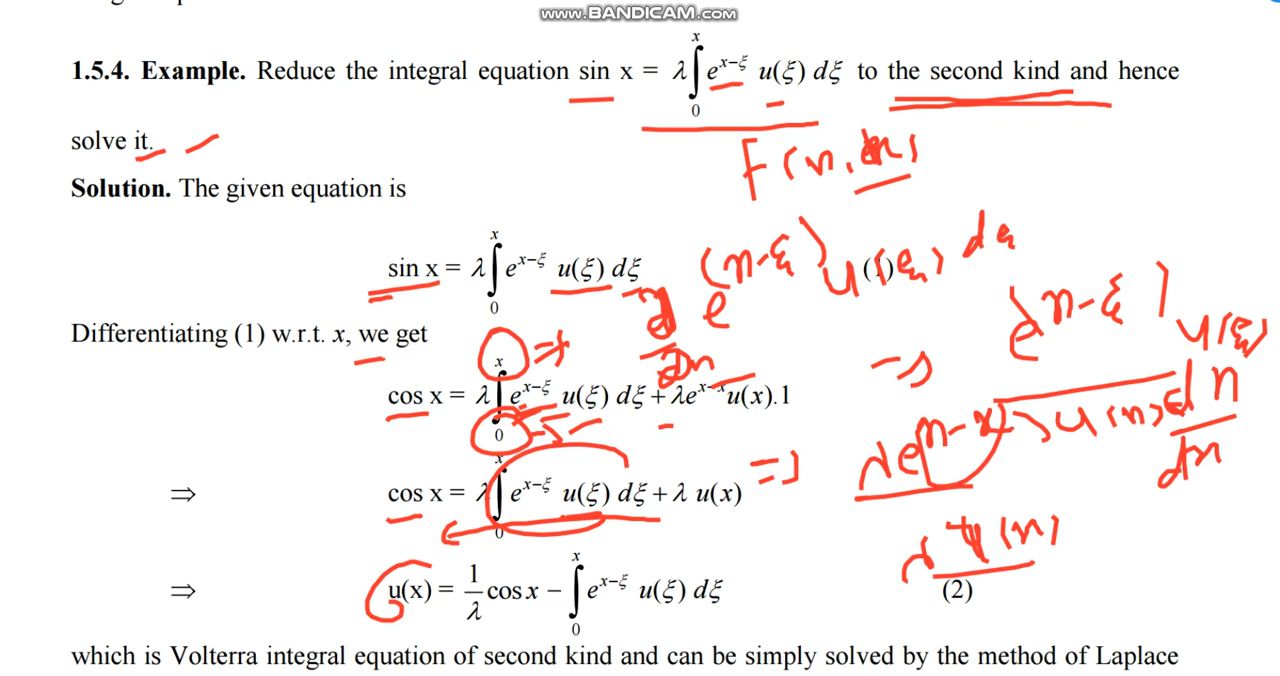 www.BANDICAM.com
1.5.4. Example. Reduce the integral equation sin x = λ∫₀ˣ e^{x−ξ} u(ξ) dξ to the second kind and hence
solve it.
F(n, dn)
Solution. The given equation is
sin x = λ∫₀ˣ e^{x−ξ} u(ξ) dξ (1)
d/dn e^{(n-ξ)} u(ξ) dξ
Differentiating (1) w.r.t. x, we get
cos x = λ∫₀ˣ e^{x−ξ} u(ξ) dξ + λe^{x−x} u(x).1
⇒ cos x = λ∫₀ˣ e^{x−ξ} u(ξ) dξ + λ u(x)
⇒ u(x) = 1/λ cos x − ∫₀ˣ e^{x−ξ} u(ξ) dξ (2)
which is Volterra integral equation of second kind and can be simply solved by the method of Laplace